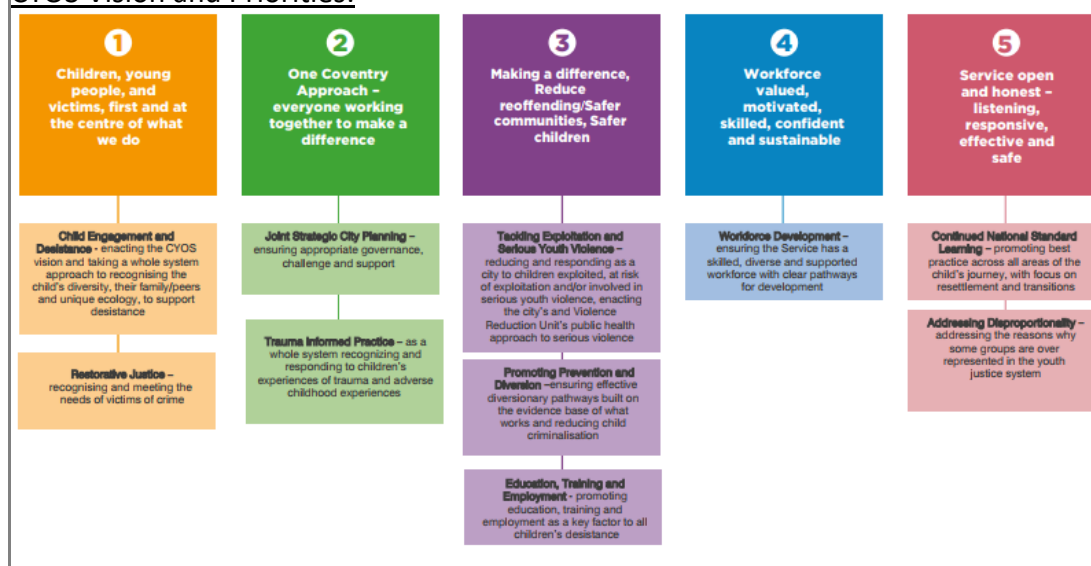 CYOS Vision and Priorities:
1
Children, young
people, and
victims, first and at
the centre of what
we do
Child Engagement and
Desistance - enacting the CYOS
vision and taking a whole system
approach to recognising the
child's diversity, their family/peers
and unique ecology, to support
desistance
Restorative Justice –
recognising and meeting the
needs of victims of crime
2
One Coventry
Approach –
everyone working
together to make a
difference
Joint Strategic City Planning –
ensuring appropriate governance,
challenge and support
Trauma Informed Practice – as a
whole system recognizing and
responding to children's
experiences of trauma and adverse
childhood experiences
3
Making a difference,
Reduce
reoffending/Safer
communities, Safer
children
Tackling Exploitation and
Serious Youth Violence –
reducing and responding as a
city to children exploited, at risk
of exploitation and/or involved in
serious youth violence, enacting
the city's and Violence
Reduction Unit's public health
approach to serious violence
Promoting Prevention and
Diversion –ensuring effective
diversionary pathways built on
the evidence base of what
works and reducing child
criminalisation
Education, Training and
Employment - promoting
education, training and
employment as a key factor to all
children's desistance
4
Workforce
valued,
motivated,
skilled, confident
and sustainable
Workforce Development –
ensuring the Service has a
skilled, diverse and supported
workforce with clear pathways
for development
5
Service open
and honest –
listening,
responsive,
effective and
safe
Continued National Standard
Learning – promoting best
practice across all areas of the
child's journey, with focus on
resettlement and transitions
Addressing Disproportionality –
addressing the reasons why
some groups are over
represented in the youth
justice system